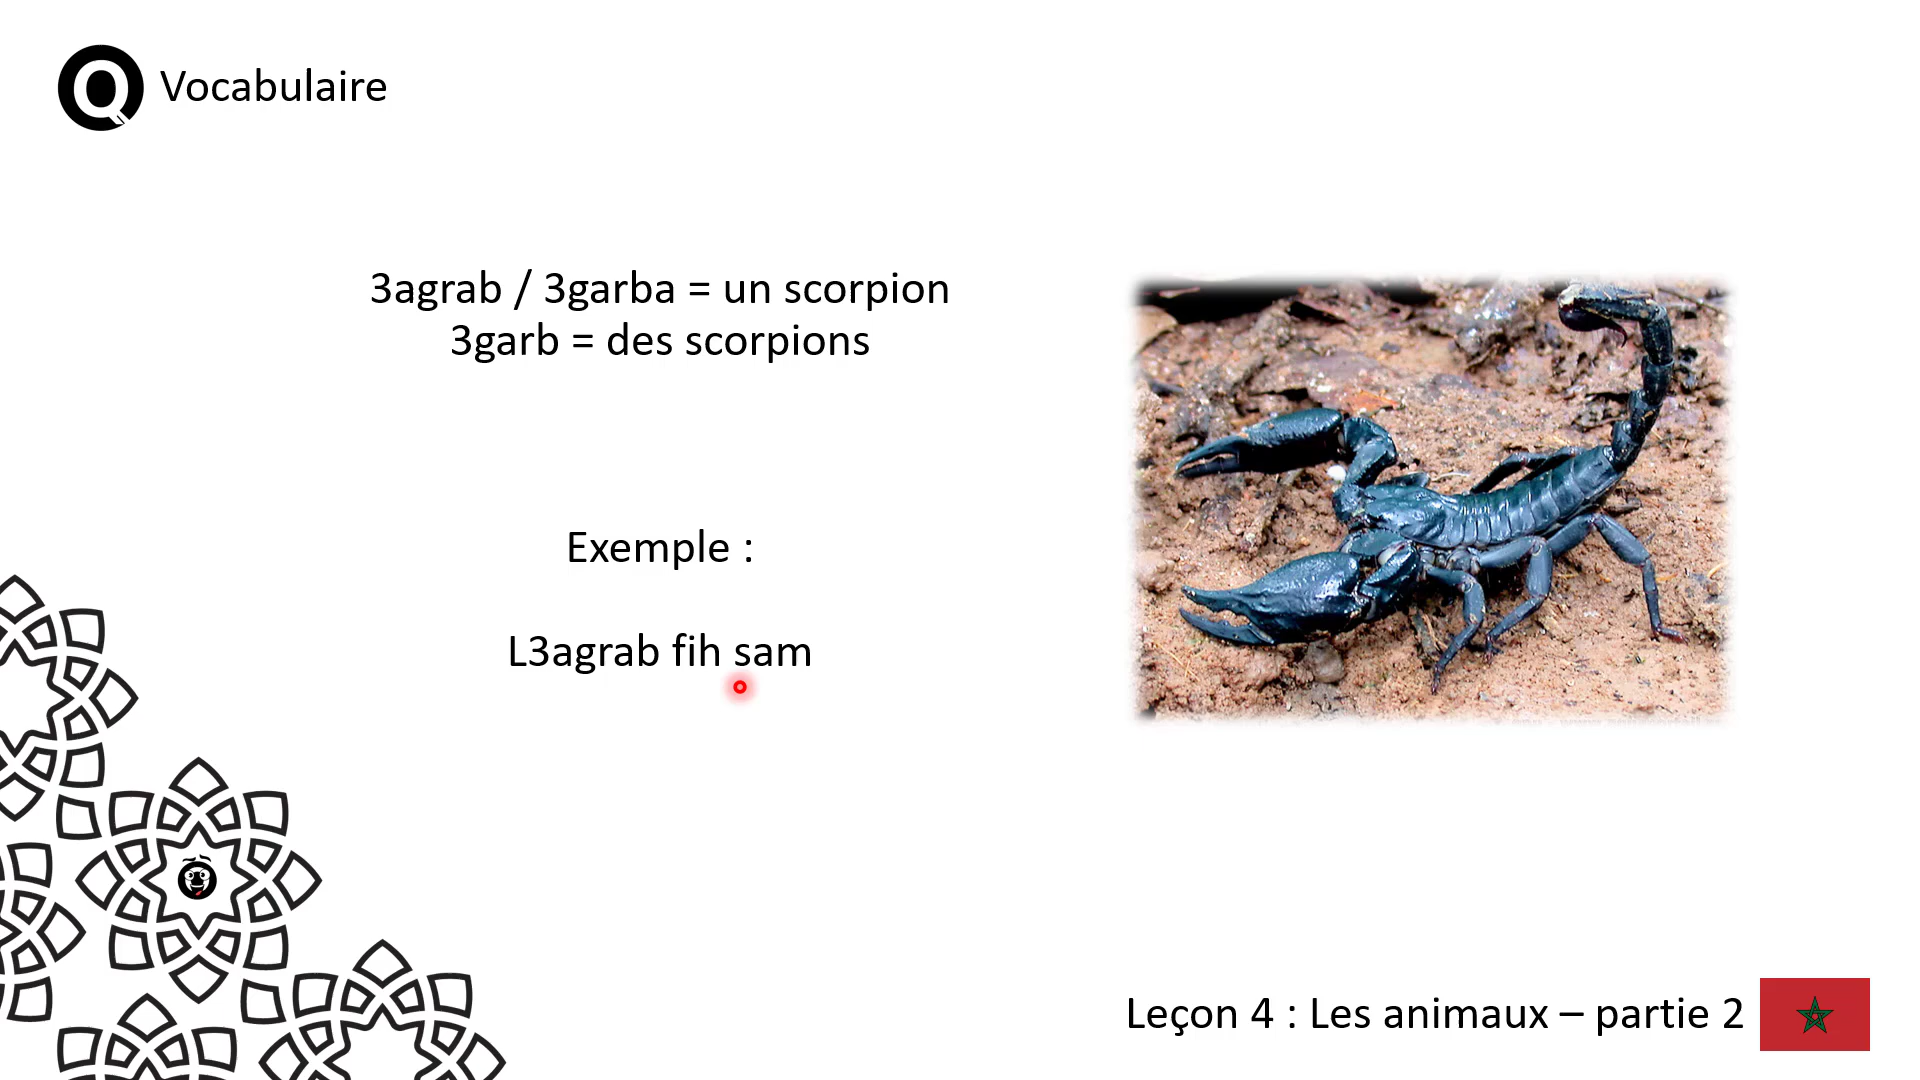 Q Vocabulaire
3agrab / 3garba = un scorpion
3garb = des scorpions
Exemple :
L3agrab fih sam
Leçon 4 : Les animaux – partie 2